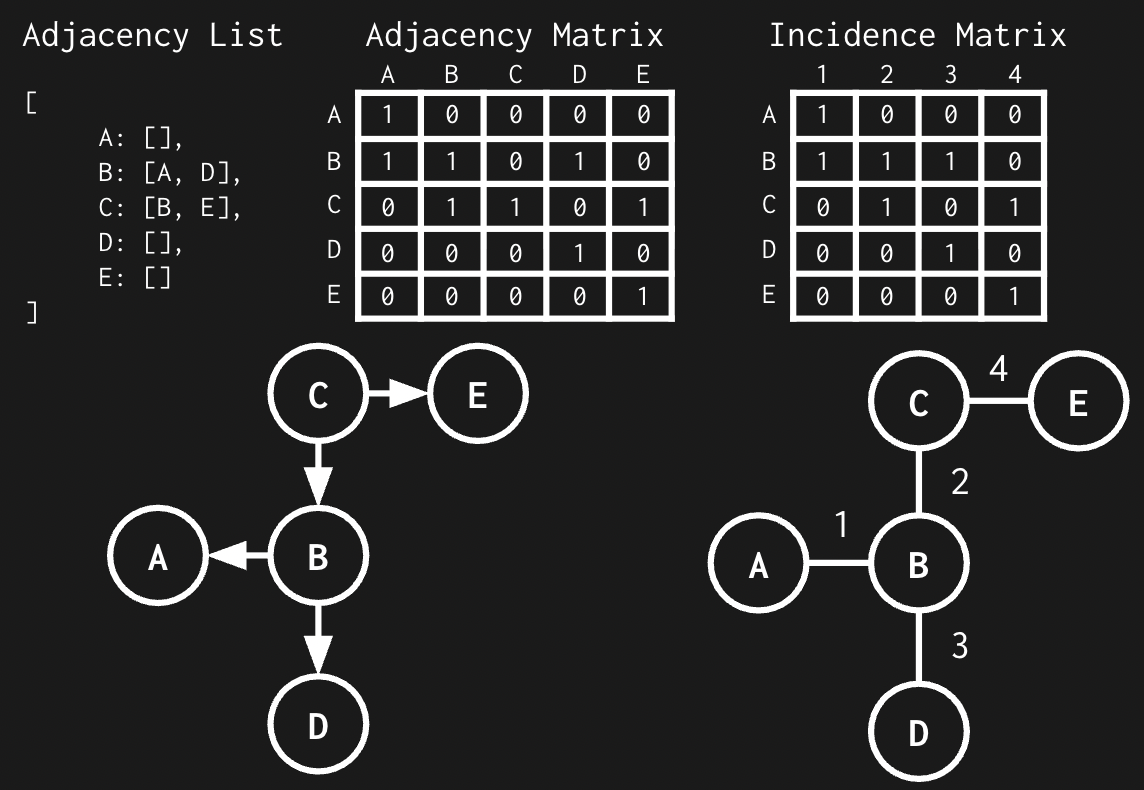 Adjacency List
[
A: [],
B: [A, D],
C: [B, E],
D: [],
E: []
]
Adjacency Matrix
A B C D E
A 1 0 0 0 0
B 1 1 0 1 0
C 0 1 1 0 1
D 0 0 0 1 0
E 0 0 0 0 1
Incidence Matrix
1 2 3 4
A 1 0 0 0
B 1 1 1 0
C 0 1 0 1
D 0 0 1 0
E 0 0 0 1
C E
A B
D
C 4 E
2
A 1 B
3
D